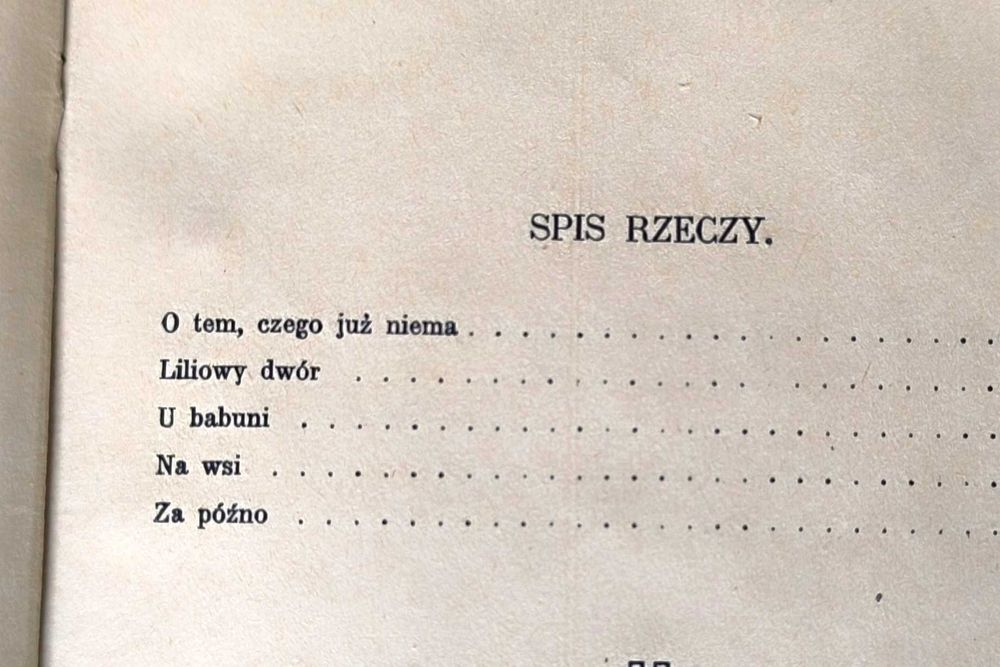 SPIS RZECZY.
O tem, czego już niema . . . . . . . . . . . . . . . . . . . .
Liliowy dwór . . . . . . . . . . . . . . . . . . . . . . .
U babuni . . . . . . . . . . . . . . . . . . . . . . . . . .
Na wsi . . . . . . . . . . . . . . . . . . . . . . . . . . .
Za późno . . . . . . . . . . . . . . . . . . . . . . . . . .